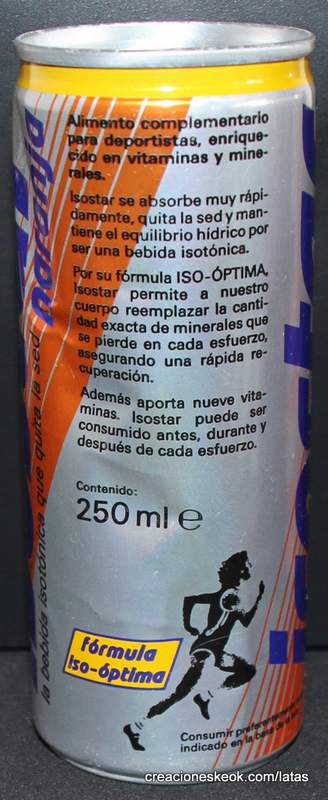 Alimento complementario
para deportistas, enrique-
cido en vitaminas y mine-
rales.
Isostar se absorbe muy rápi-
damente, quita la sed y man-
tiene el equilibrio hídrico por
ser una bebida isotónica.
Por su fórmula ISO-ÓPTIMA,
Isostar permite a nuestro
cuerpo reemplazar la canti-
dad exacta de minerales que
se pierde en cada esfuerzo,
asegurando una rápida re-
cuperación.
Además aporta nueve vita-
minas. Isostar puede ser
consumido antes, durante y
después de cada esfuerzo.
Contenido:
250 ml e
fórmula
iso-óptima
Consumir
indicado en la base de
naranja
la bebida isotónica que quita la sed
creacioneskeok.com/latas